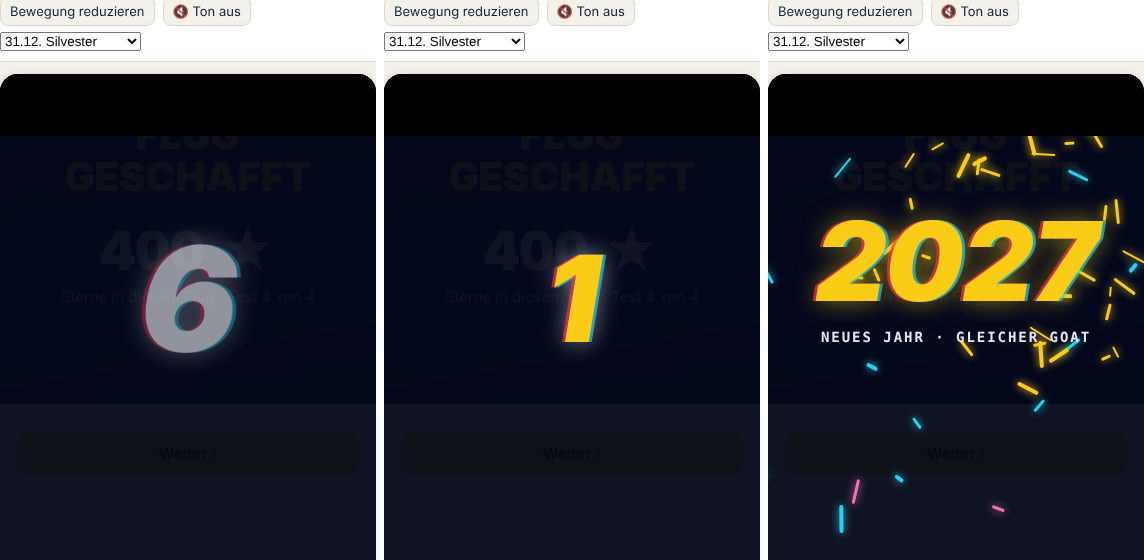 Bewegung reduzieren 🔇 Ton aus
31.12. Silvester
FLUG
GESCHAFFT
400 ★
6
Sterne in diesem Test 4 von 4
Weiter ›
Bewegung reduzieren 🔇 Ton aus
31.12. Silvester
FLUG
GESCHAFFT
400 ★
1
Sterne in diesem Test 4 von 4
Weiter ›
Bewegung reduzieren 🔇 Ton aus
31.12. Silvester
FLUG
GESCHAFFT
2027
NEUES JAHR · GLEICHER GOAT
Weiter ›